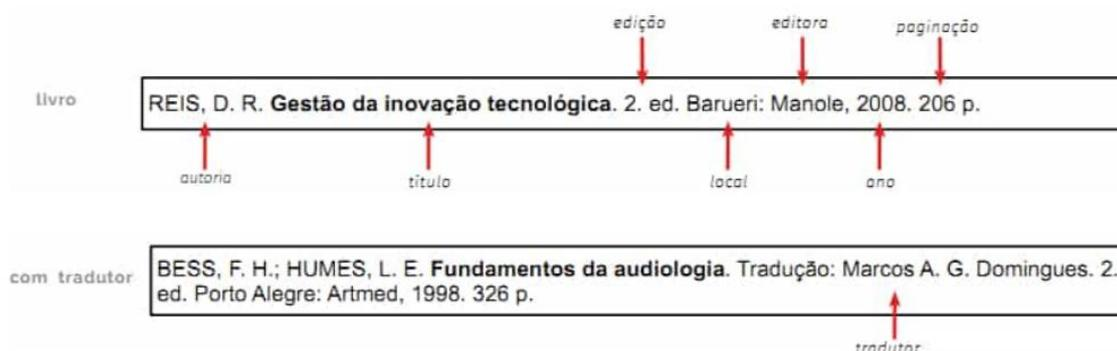 edição editora paginação
livro
REIS, D. R. Gestão da inovação tecnológica. 2. ed. Barueri: Manole, 2008. 206 p.
autoria título local ano
com tradutor
BESS, F. H.; HUMES, L. E. Fundamentos da audiologia. Tradução: Marcos A. G. Domingues. 2.
ed. Porto Alegre: Artmed, 1998. 326 p.
tradutor